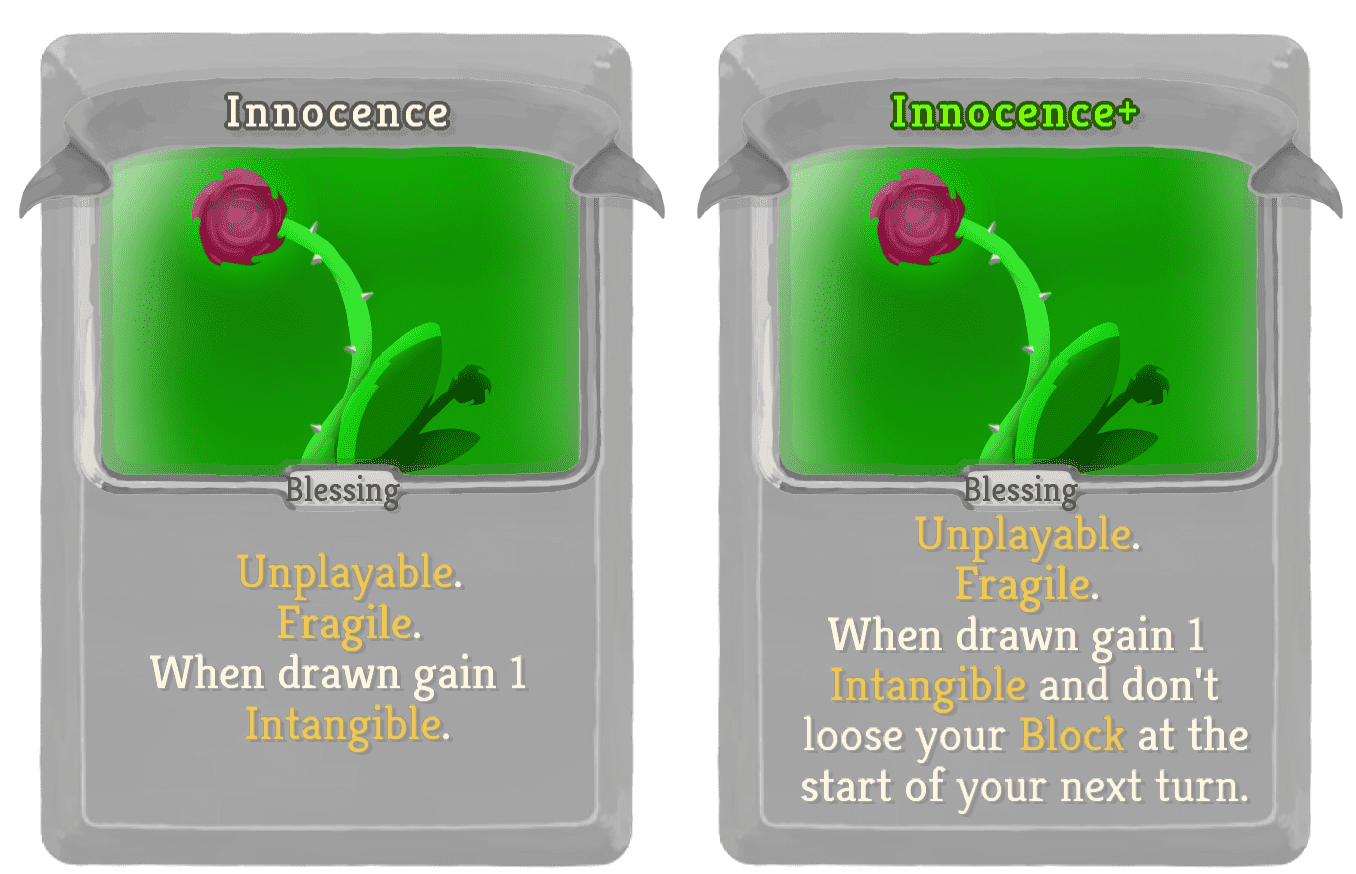 Innocence
Blessing
Unplayable.
Fragile.
When drawn gain 1
Intangible.
Innocence+
Blessing
Unplayable.
Fragile.
When drawn gain 1
Intangible and don't
loose your Block at the
start of your next turn.